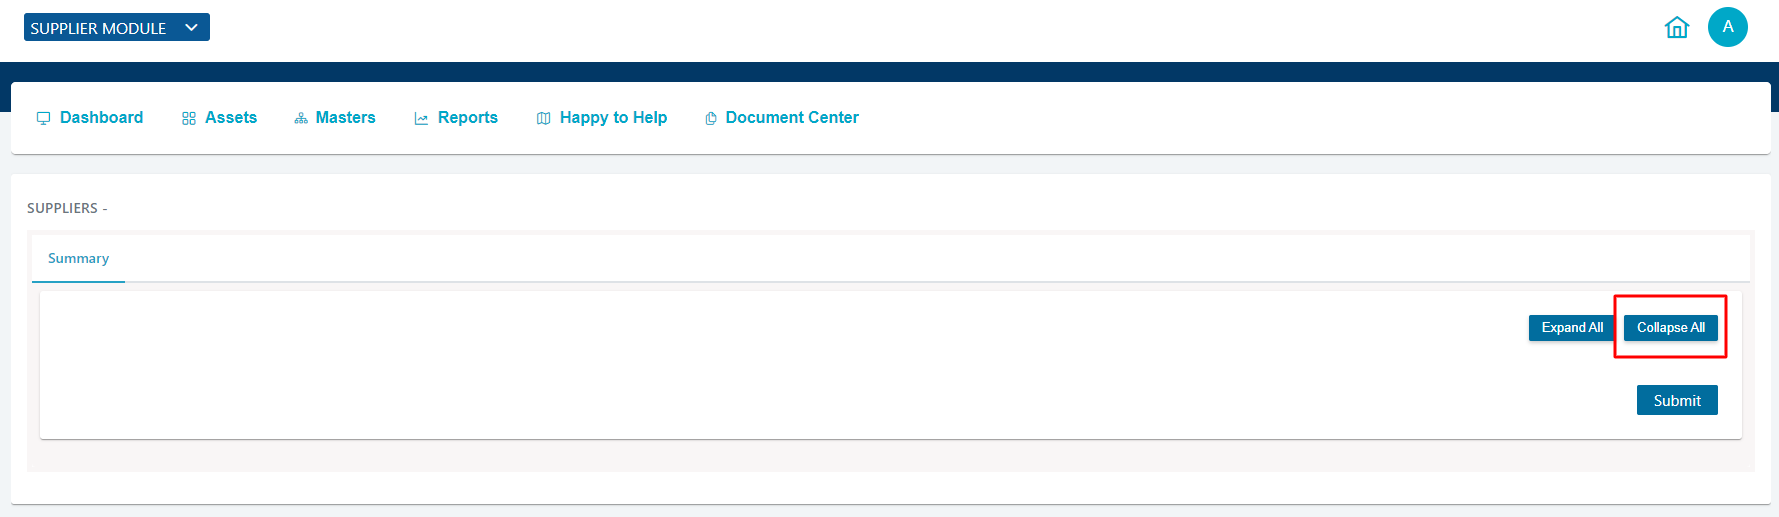 SUPPLIER MODULE
A
Dashboard Assets Masters Reports Happy to Help Document Center
SUPPLIERS -
Summary
Expand All Collapse All
Submit